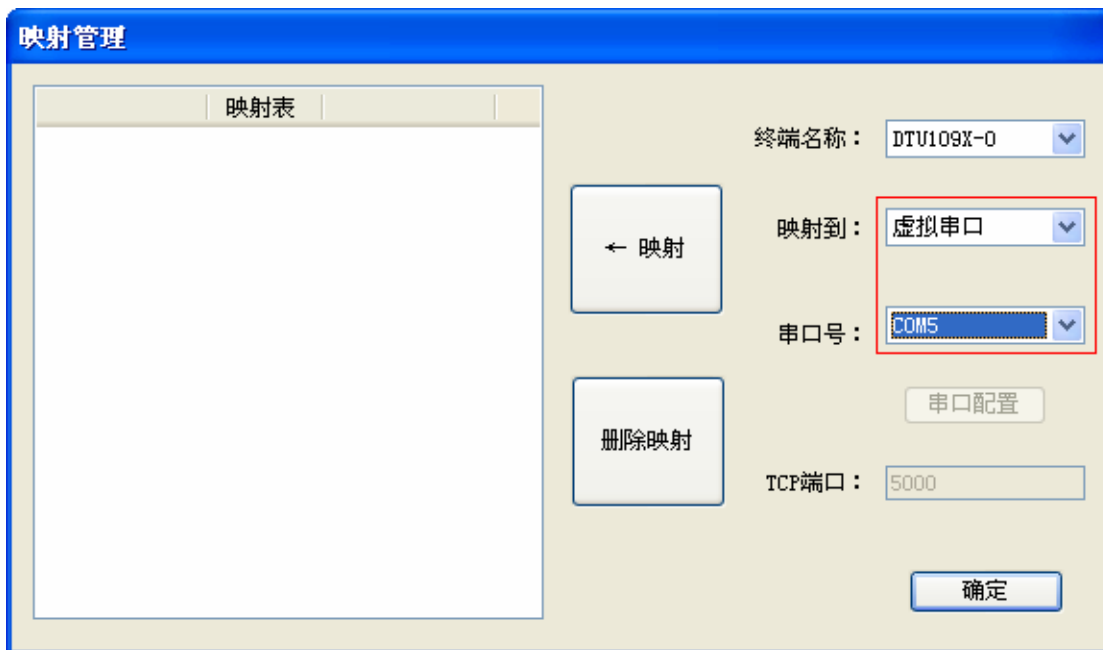 映射管理
映射表
终端名称：
DTU109X-0
← 映射
映射到：
虚拟串口
串口号：
COM5
串口配置
删除映射
TCP端口：
5000
确定